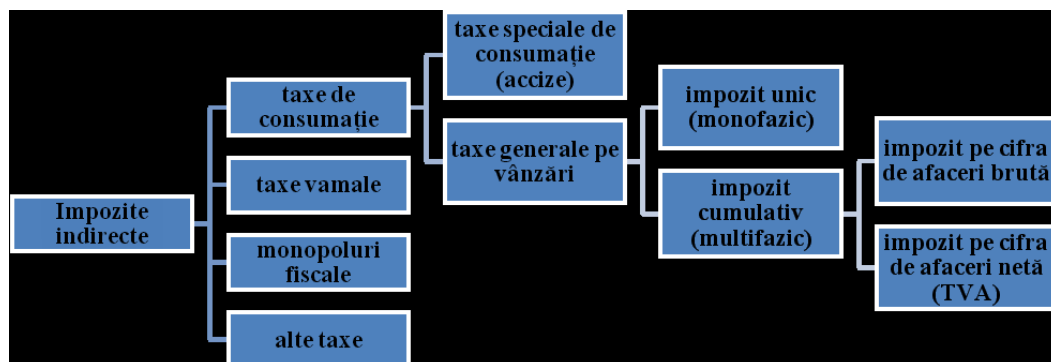 Impozite
indirecte
taxe de
consumație
taxe vamale
monopoluri
fiscale
alte taxe
taxe speciale de
consumație
(accize)
taxe generale pe
vânzări
impozit unic
(monofazic)
impozit
cumulativ
(multifazic)
impozit pe cifra
de afaceri brută
impozit pe cifra
de afaceri netă
(TVA)